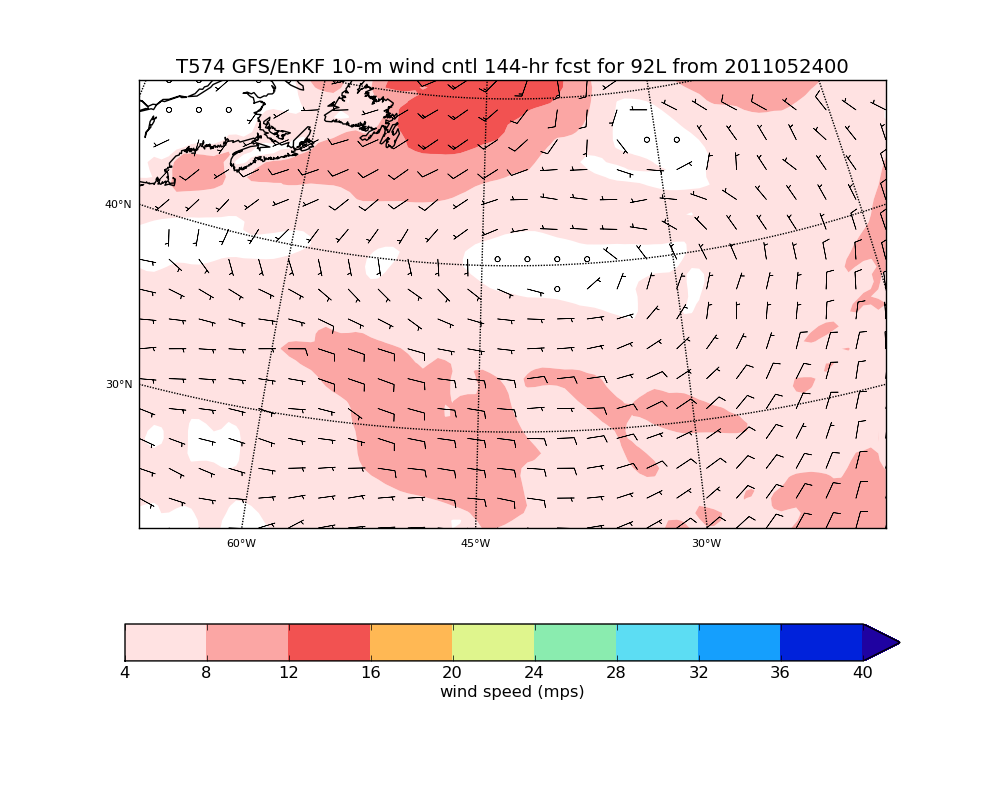 T574 GFS/EnKF 10-m wind cntl 144-hr fcst for 92L from 2011052400
40°N
30°N
60°W 45°W 30°W
4 8 12 16 20 24 28 32 36 40
wind speed (mps)